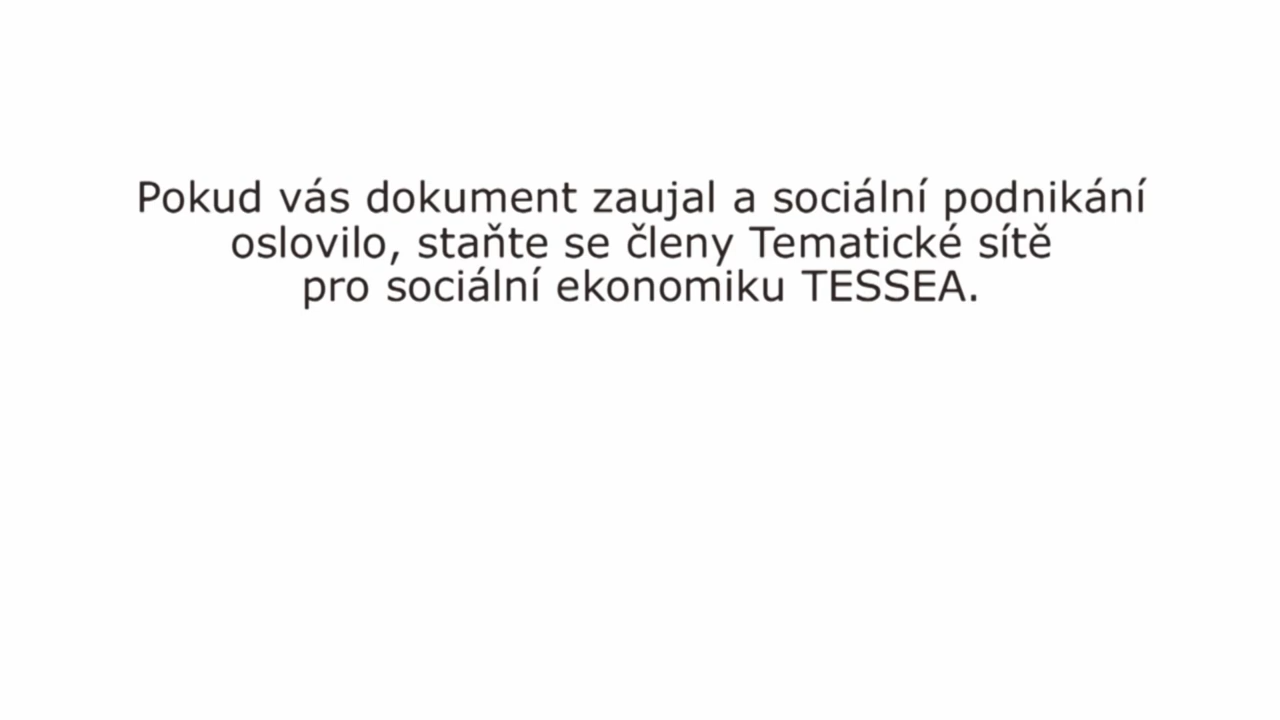 Pokud vás dokument zaujal a sociální podnikání
oslovilo, staňte se členy Tematické sítě
pro sociální ekonomiku TESSEA.